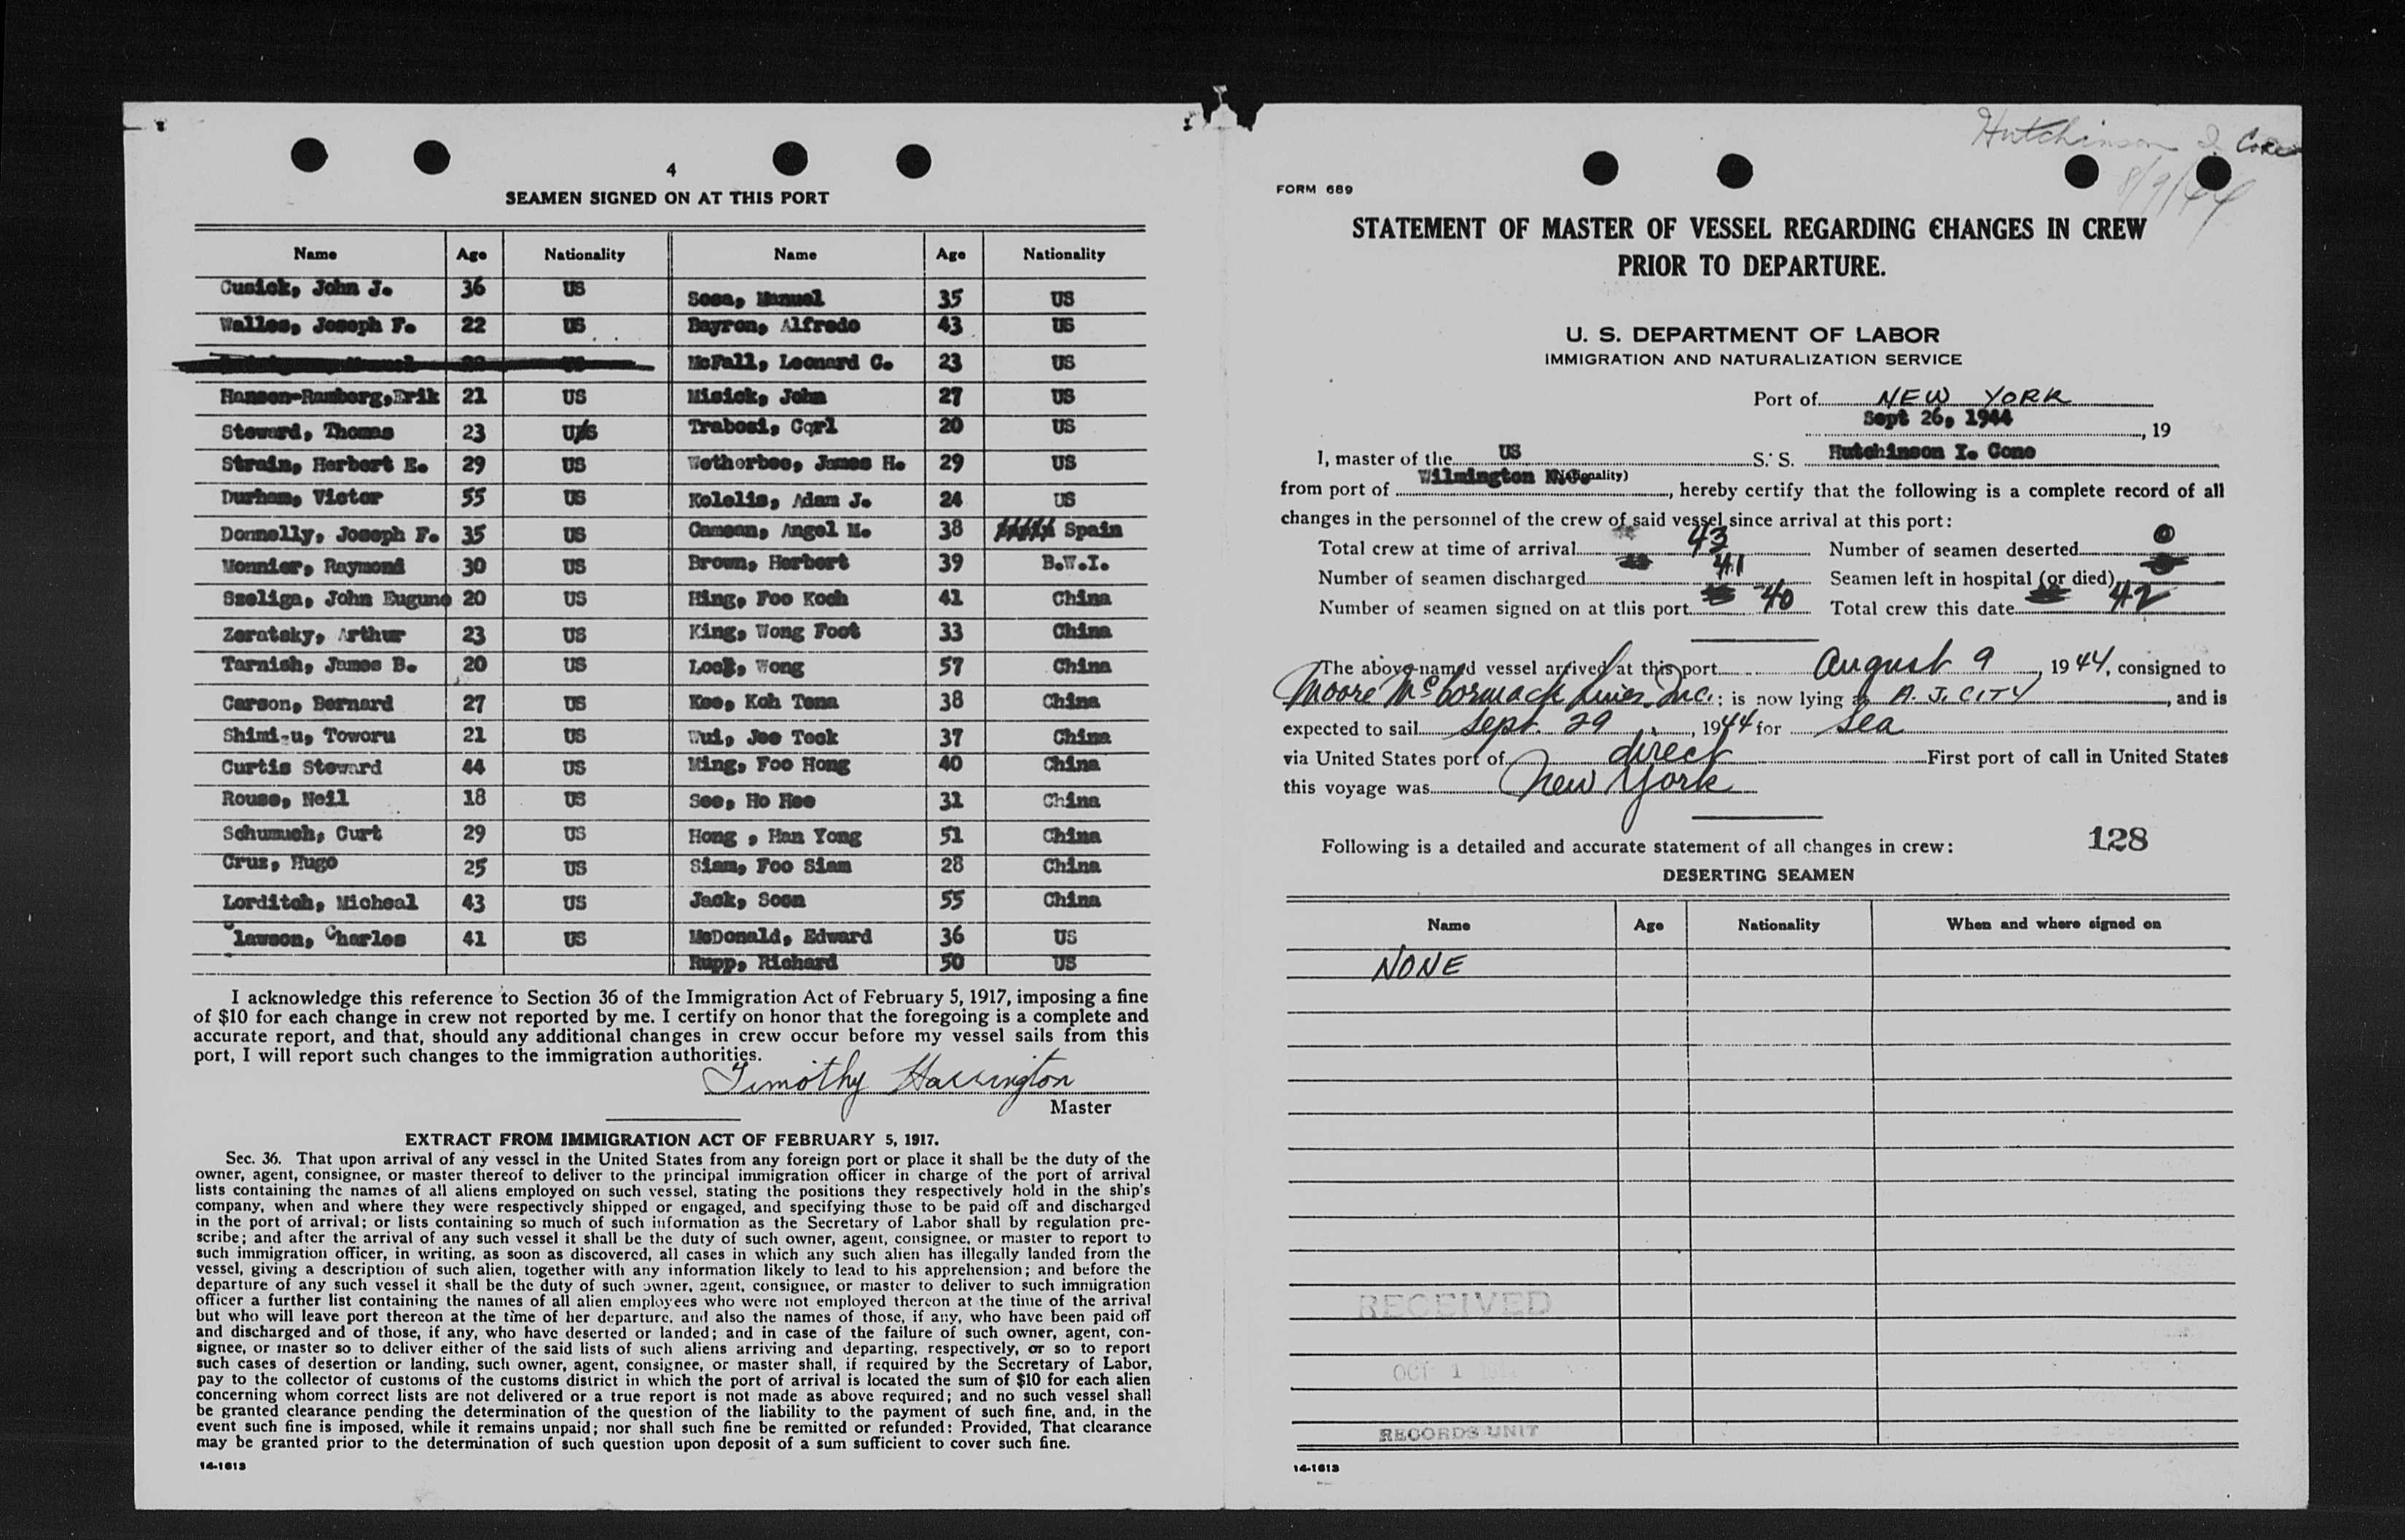 4
SEAMEN SIGNED ON AT THIS PORT
Name Age Nationality Name Age Nationality
Cusick, John J. 36 US Sosa, Manuel 35 US
Walles, Joseph F. 22 US Bayron, Alfredo 43 US
McFall, Leonard C. 23 US
Hansen-Ramberg, Erik 21 US Misick, John 27 US
Steward, Thomas 23 US Trabosi, Carl 20 US
Strain, Herbert E. 29 US Wetherbee, James H. 29 US
Durham, Victor 55 US Kolelis, Adam J. 24 US
Donnelly, Joseph F. 35 US Camean, Angel M. 38 Spain
Monnier, Raymond 30 US Brown, Herbert 39 B.W.I.
Szeliga, John Eugune 20 US Hing, Foo Koch 41 China
Zeratsky, Arthur 23 US King, Wong Foot 33 China
Tarnish, James B. 20 US Wong 57 China
Carson, Bernard 27 US Kee, Koh Tena 38 China
Shimi-u, Toworu 21 US Wui, Jee Teck 37 China
Curtis Steward 44 US Ming, Foo Hong 40 China
Rouse, Neil 18 US See, Ho Hee 31 China
Schumuch, Curt 29 US Hong , Han Yong 51 China
Cruz, Hugo 25 US Siam, Foo Siam 28 China
Lorditch, Micheal 43 US Jack, Soon 55 China
Clawson, Charles 41 US McDonald, Edward 36 US
Rupp, Richard 50 US
I acknowledge this reference to Section 36 of the Immigration Act of February 5, 1917, imposing a fine
of $10 for each change in crew not reported by me. I certify on honor that the foregoing is a complete and
accurate report, and that, should any additional changes in crew occur before my vessel sails from this
port, I will report such changes to the immigration authorities.
Timothy Harrington
Master
EXTRACT FROM IMMIGRATION ACT OF FEBRUARY 5, 1917.
Sec. 36. That upon arrival of any vessel in the United States from any foreign port or place it shall be the duty of the
owner, agent, consignee, or master thereof to deliver to the principal immigration officer in charge of the port of arrival
lists containing the names of all aliens employed on such vessel, stating the positions they respectively hold in the ship's
company, when and where they were respectively shipped or engaged, and specifying those to be paid off and discharged
in the port of arrival; or lists containing so much of such information as the Secretary of Labor shall by regulation pre-
scribe; and after the arrival of any such vessel it shall be the duty of such owner, agent, consignee, or master to report to
such immigration officer, in writing, as soon as discovered, all cases in which any such alien has illegally landed from the
vessel, giving a description of such alien, together with any information likely to lead to his apprehension; and before the
departure of any such vessel it shall be the duty of such owner, agent, consignee, or master to deliver to such immigration
officer a further list containing the names of all alien employees who were not employed thereon at the time of the arrival
but who will leave port thereon at the time of her departure, and also the names of those, if any, who have been paid off
and discharged and of those, if any, who have deserted or landed; and in case of the failure of such owner, agent, con-
signee, or master so to deliver either of the said lists of such aliens arriving and departing, respectively, or so to report
such cases of desertion or landing, such owner, agent, consignee, or master shall, if required by the Secretary of Labor,
pay to the collector of customs of the customs district in which the port of arrival is located the sum of $10 for each alien
concerning whom correct lists are not delivered or a true report is not made as above required; and no such vessel shall
be granted clearance pending the determination of the question of the liability to the payment of such fine, and, in the
event such fine is imposed, while it remains unpaid; nor shall such fine be remitted or refunded: Provided, That clearance
may be granted prior to the determination of such question upon deposit of a sum sufficient to cover such fine.
14-1613
Hutchinson I. Cone
8/9/44
FORM 689
STATEMENT OF MASTER OF VESSEL REGARDING CHANGES IN CREW
PRIOR TO DEPARTURE.
U. S. DEPARTMENT OF LABOR
IMMIGRATION AND NATURALIZATION SERVICE
Port of NEW YORK
Sept 26, 1944, 19
I, master of the US S. S. Hutchinson I. Cone
(Nationality)
from port of Wilmington N.C., hereby certify that the following is a complete record of all
changes in the personnel of the crew of said vessel since arrival at this port:
Total crew at time of arrival 43 Number of seamen deserted 0
Number of seamen discharged 41 Seamen left in hospital (or died)
Number of seamen signed on at this port 40 Total crew this date 42
The above-named vessel arrived at this port August 9, 1944, consigned to
Moore McCormack Lines, Inc.; is now lying at A. J. CITY, and is
expected to sail Sept. 29, 1944 for Sea
via United States port of direct First port of call in United States
this voyage was New York
Following is a detailed and accurate statement of all changes in crew: 128
DESERTING SEAMEN
Name Age Nationality When and where signed on
NONE
RECEIVED
OCT 1
RECORDS UNIT
14-1613